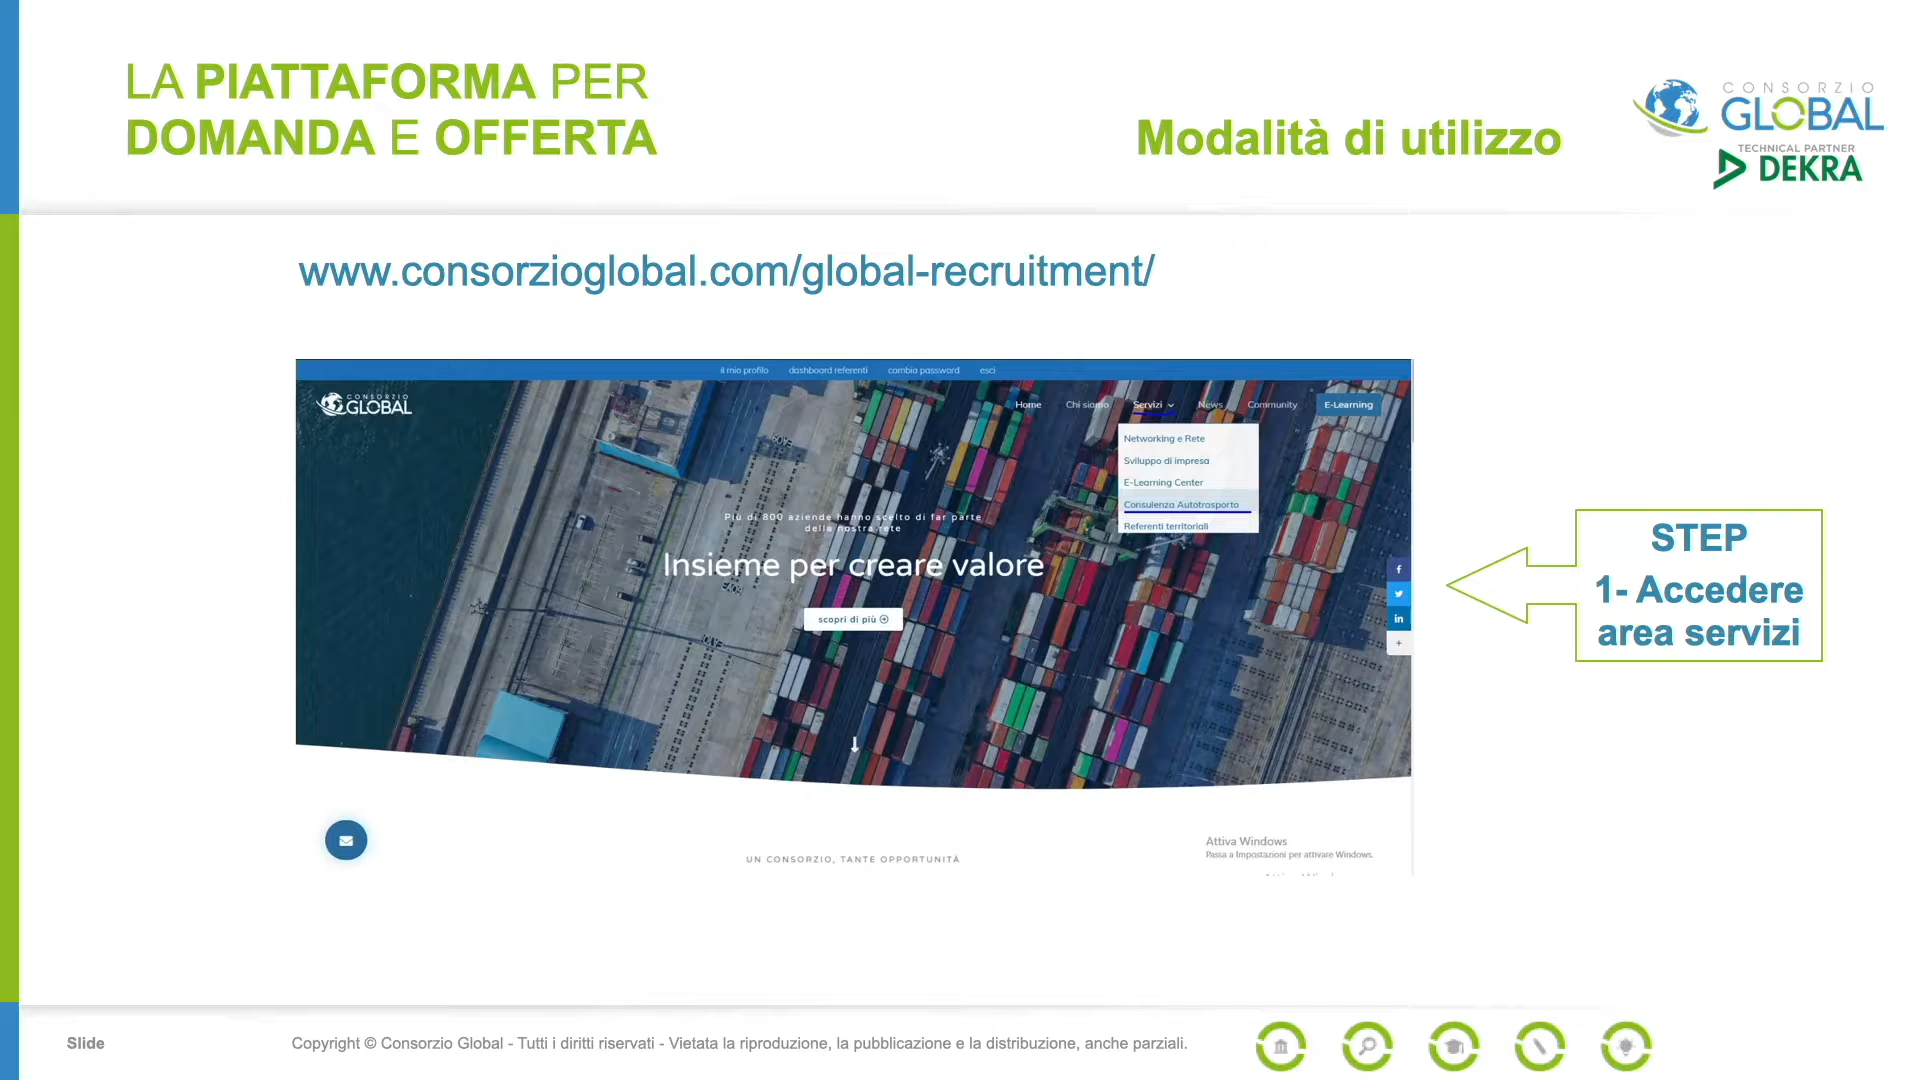 LA PIATTAFORMA PER
DOMANDA E OFFERTA
Modalità di utilizzo
CONSORZIO
GLOBAL
TECHNICAL PARTNER
DEKRA
www.consorzioglobal.com/global-recruitment/
il mio profilo dashboard referenti cambia password esci
CONSORZIO
GLOBAL
Home Chi siamo Servizi News Community E-Learning
Networking e Rete
Sviluppo di impresa
E-Learning Center
Consulenza Autotrasporto
Referenti territoriali
Più di 800 aziende hanno scelto di far parte
della nostra rete
Insieme per creare valore
scopri di più
STEP
1- Accedere
area servizi
UN CONSORZIO, TANTE OPPORTUNITÀ
Attiva Windows
Passa a Impostazioni per attivare Windows.
Slide
Copyright © Consorzio Global - Tutti i diritti riservati - Vietata la riproduzione, la pubblicazione e la distribuzione, anche parziali.